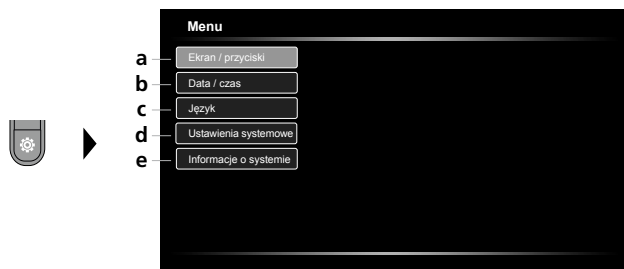 Menu
a Ekran / przyciski
b Data / czas
c Język
d Ustawienia systemowe
e Informacje o systemie